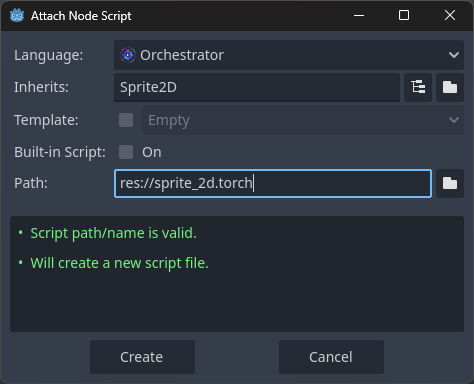 Attach Node Script
Language: Orchestrator
Inherits: Sprite2D
Template: Empty
Built-in Script: On
Path: res://sprite_2d.torch
• Script path/name is valid.
• Will create a new script file.
Create Cancel